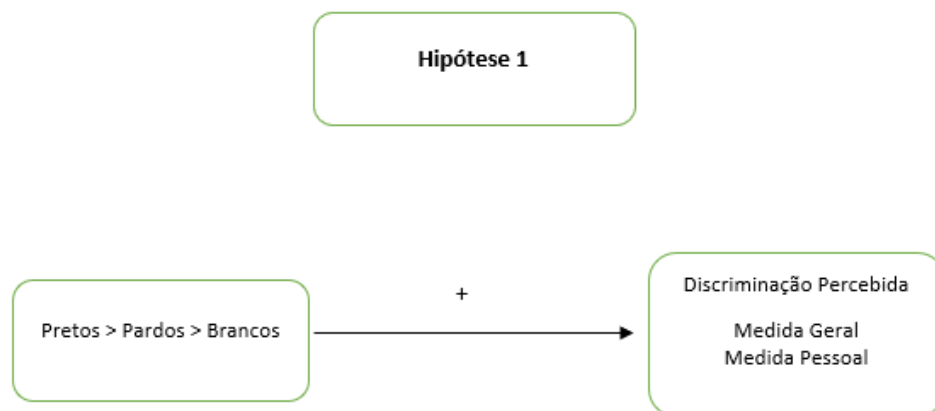 Hipótese 1
+
Pretos > Pardos > Brancos
Discriminação Percebida
Medida Geral
Medida Pessoal